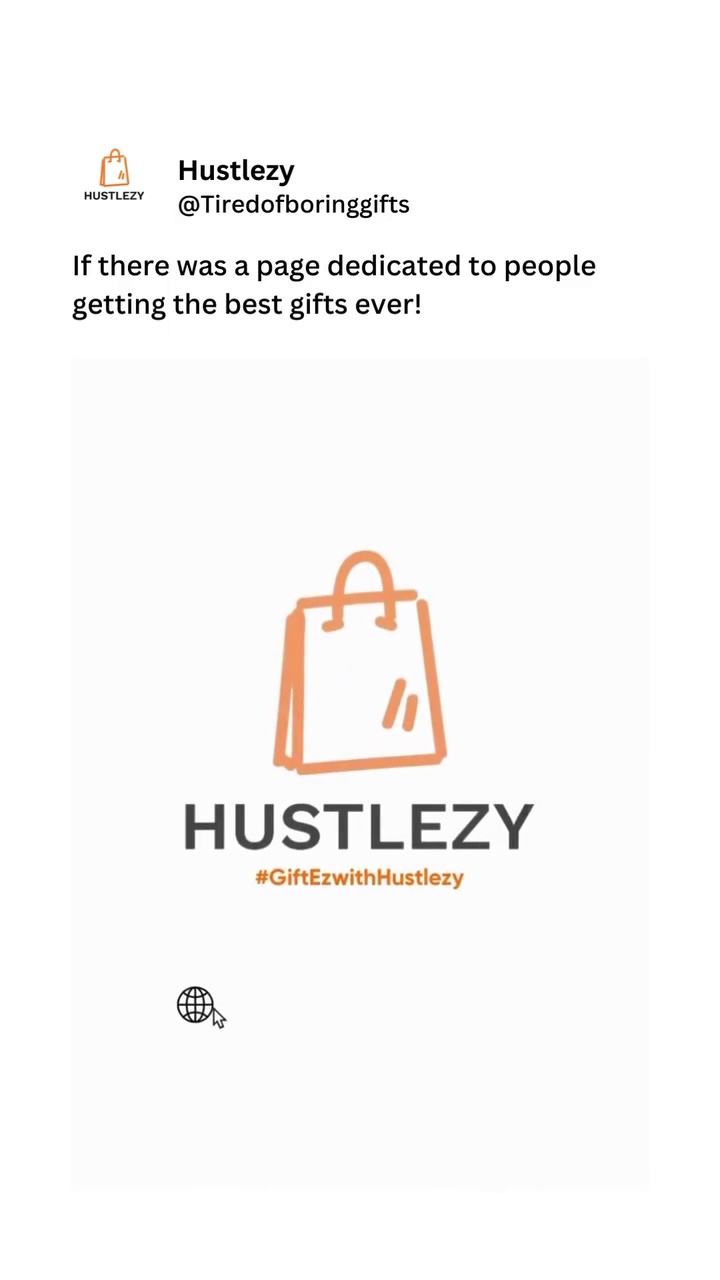 HUSTLEZY
Hustlezy
@Tiredofboringgifts
If there was a page dedicated to people
getting the best gifts ever!
HUSTLEZY
#GiftEzwithHustlezy